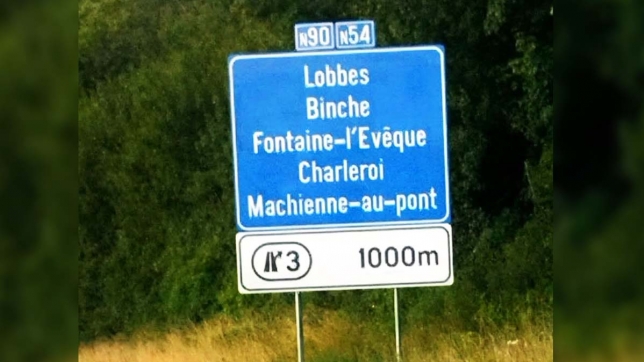 N90 N54
Lobbes
Binche
Fontaine-l'Evêque
Charleroi
Machienne-au-pont
3 1000m